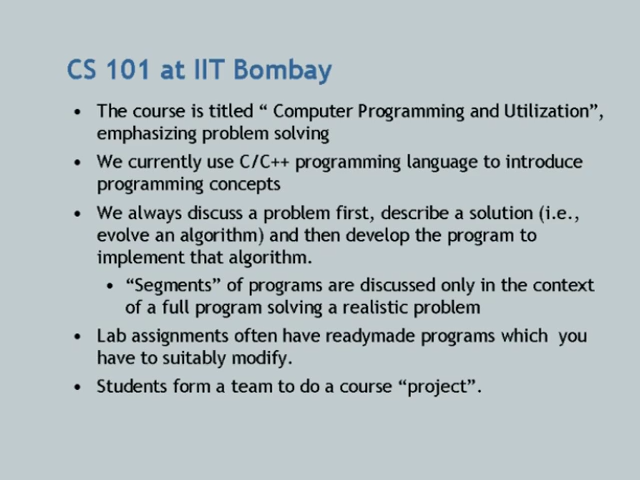 CS 101 at IIT Bombay
• The course is titled “ Computer Programming and Utilization”,
emphasizing problem solving
• We currently use C/C++ programming language to introduce
programming concepts
• We always discuss a problem first, describe a solution (i.e.,
evolve an algorithm) and then develop the program to
implement that algorithm.
• “Segments” of programs are discussed only in the context
of a full program solving a realistic problem
• Lab assignments often have readymade programs which  you
have to suitably modify.
• Students form a team to do a course “project”.